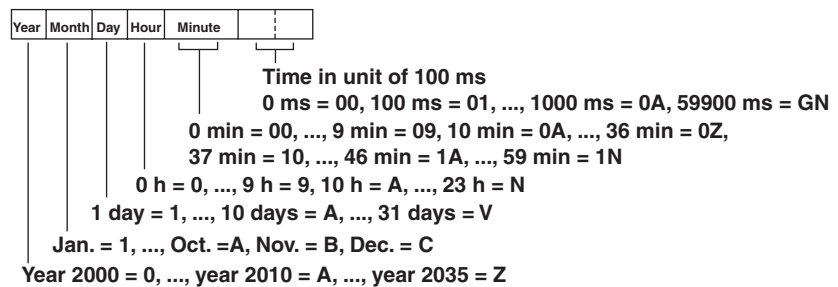 Year Month Day Hour Minute
Time in unit of 100 ms
0 ms = 00, 100 ms = 01, ..., 1000 ms = 0A, 59900 ms = GN
0 min = 00, ..., 9 min = 09, 10 min = 0A, ..., 36 min = 0Z,
37 min = 10, ..., 46 min = 1A, ..., 59 min = 1N
0 h = 0, ..., 9 h = 9, 10 h = A, ..., 23 h = N
1 day = 1, ..., 10 days = A, ..., 31 days = V
Jan. = 1, ..., Oct. =A, Nov. = B, Dec. = C
Year 2000 = 0, ..., year 2010 = A, ..., year 2035 = Z